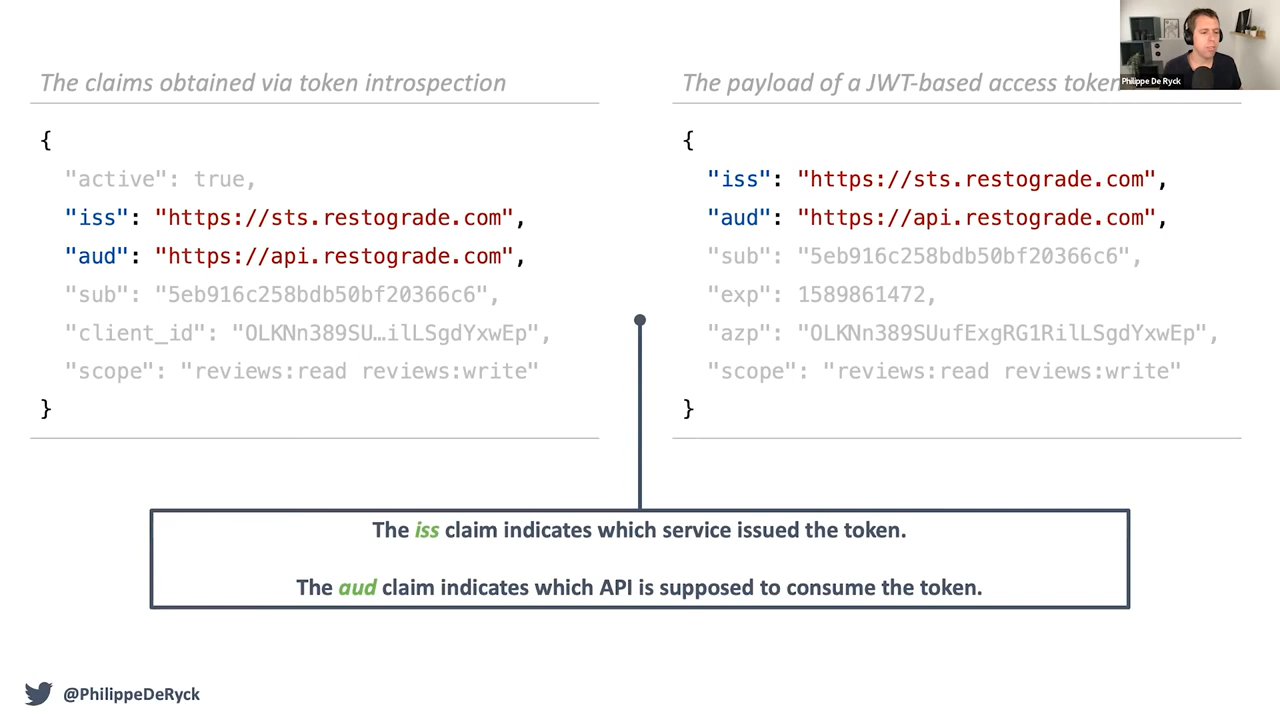 The claims obtained via token introspection
{
"active": true,
"iss": "https://sts.restograde.com",
"aud": "https://api.restograde.com",
"sub": "5eb916c258bdb50bf20366c6",
"client_id": "OLKNn389SU…ilLSgdYxwEp",
"scope": "reviews:read reviews:write"
}
The payload of a JWT-based access token
{
"iss": "https://sts.restograde.com",
"aud": "https://api.restograde.com",
"sub": "5eb916c258bdb50bf20366c6",
"exp": 1589861472,
"azp": "OLKNn389SUufExgRG1RilLSgdYxwEp",
"scope": "reviews:read reviews:write"
}
Philippe De Ryck
The iss claim indicates which service issued the token.
The aud claim indicates which API is supposed to consume the token.
@PhilippeDeRyck